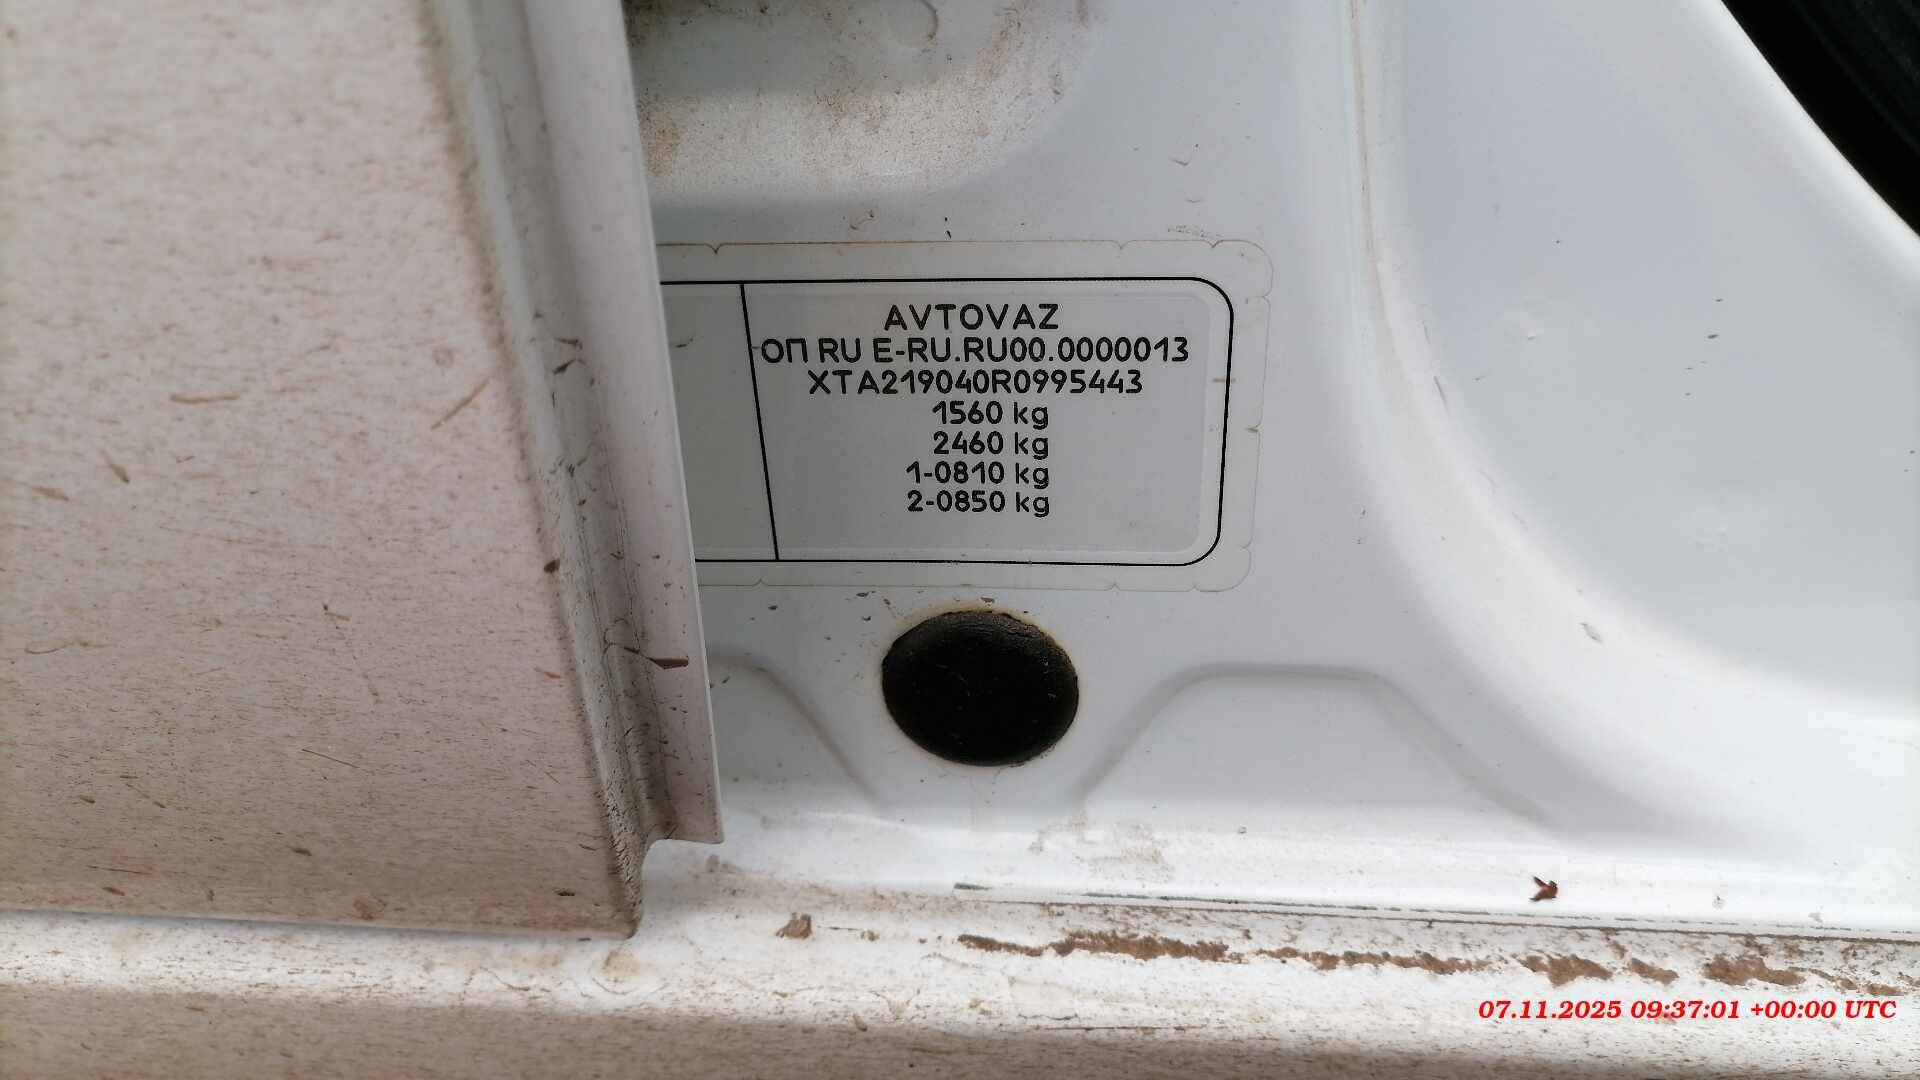 AVTOVAZ
ОП RU E-RU.RU00.0000013
XTA219040R0995443
1560 kg
2460 kg
1-0810 kg
2-0850 kg
07.11.2025 09:37:01 +00:00 UTC